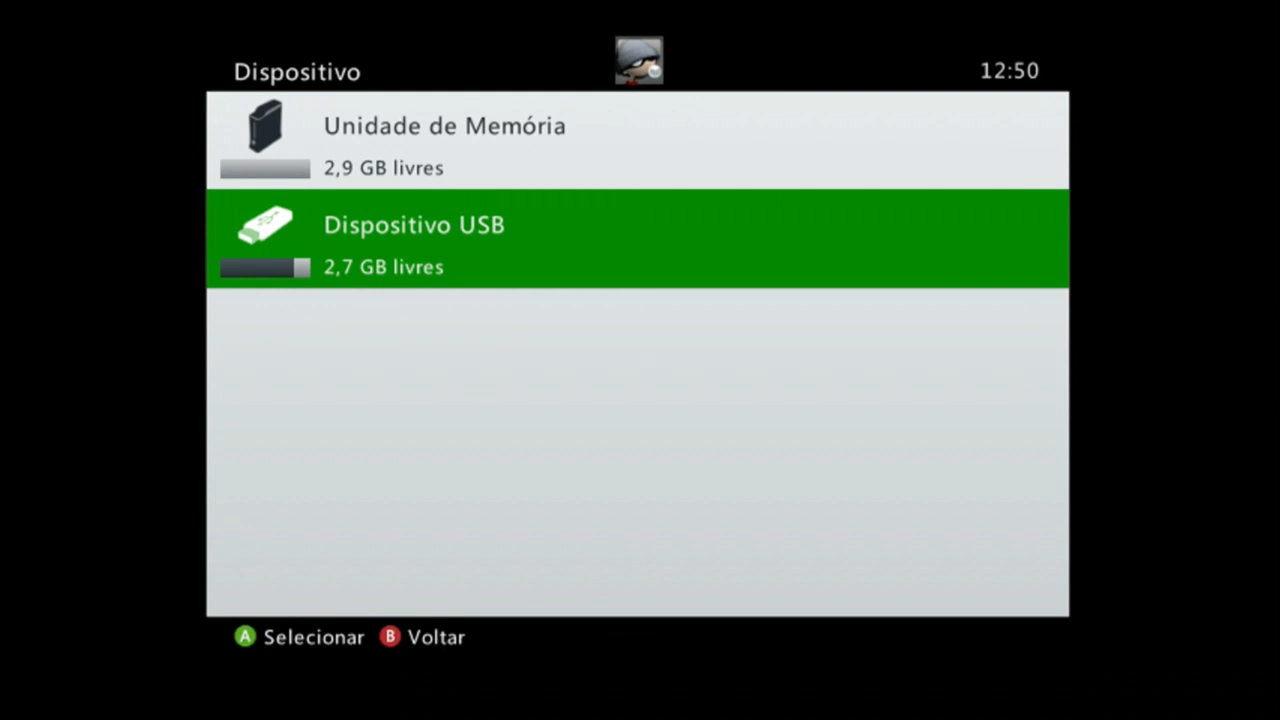 Dispositivo
12:50
Unidade de Memória
2,9 GB livres
Dispositivo USB
2,7 GB livres
A Selecionar B Voltar